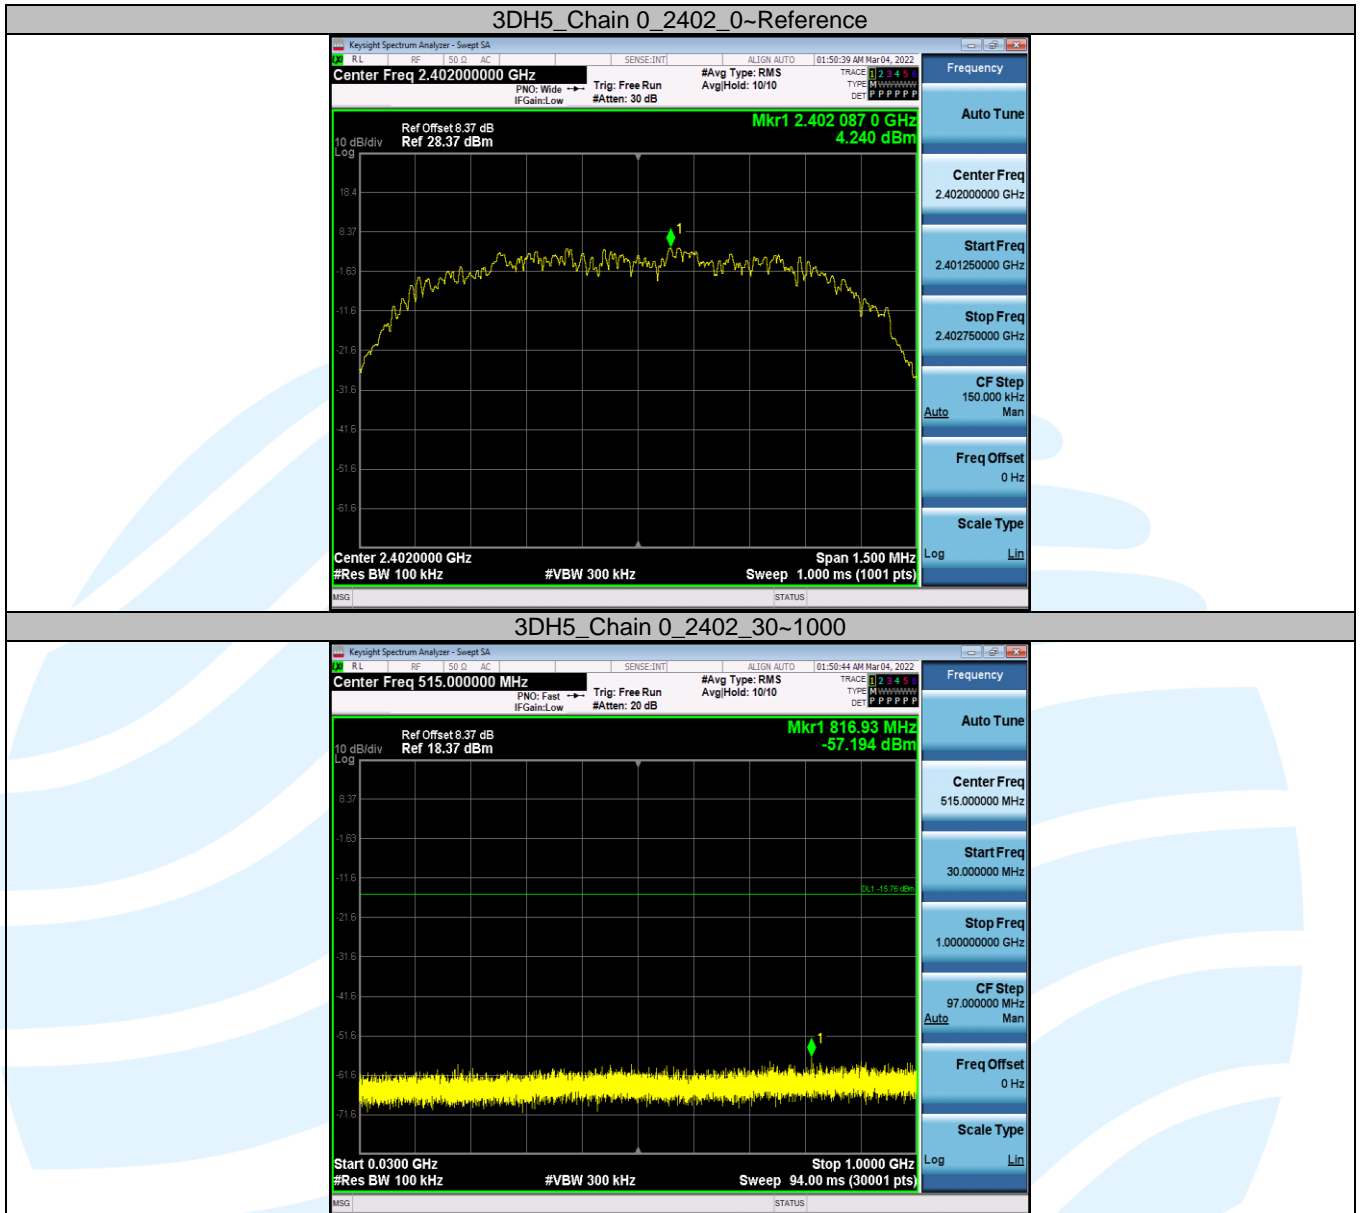 3DH5_Chain 0_2402_0~Reference
Keysight Spectrum Analyzer - Swept SA
RL RF 50 Ω AC SENSE:INT ALIGN AUTO 01:50:39 AM Mar 04, 2022
Center Freq 2.402000000 GHz
PNO: Wide
IFGain:Low
Trig: Free Run
#Atten: 30 dB
#Avg Type: RMS
Avg|Hold: 10/10
TRACE 1 2 3 4 5 6
TYPE M WWWWW
DET P P P P P P
Frequency
Auto Tune
Mkr1 2.402 087 0 GHz
4.240 dBm
Ref Offset 8.37 dB
10 dB/div Ref 28.37 dBm
Log
18.4
8.37
-1.63
-11.6
-21.6
-31.6
-41.6
-51.6
-61.6
1
Center Freq
2.402000000 GHz
Start Freq
2.401250000 GHz
Stop Freq
2.402750000 GHz
CF Step
150.000 kHz
Auto Man
Freq Offset
0 Hz
Scale Type
Log Lin
Center 2.4020000 GHz Span 1.500 MHz
#Res BW 100 kHz #VBW 300 kHz Sweep 1.000 ms (1001 pts)
MSG STATUS
3DH5_Chain 0_2402_30~1000
Keysight Spectrum Analyzer - Swept SA
RL RF 50 Ω AC SENSE:INT ALIGN AUTO 01:50:44 AM Mar 04, 2022
Center Freq 515.000000 MHz
PNO: Fast
IFGain:Low
Trig: Free Run
#Atten: 20 dB
#Avg Type: RMS
Avg|Hold: 10/10
TRACE 1 2 3 4 5 6
TYPE M WWWWW
DET P P P P P P
Frequency
Auto Tune
Mkr1 816.93 MHz
-57.194 dBm
Ref Offset 8.37 dB
10 dB/div Ref 18.37 dBm
Log
8.37
-1.63
-11.6
-21.6
-31.6
-41.6
-51.6
-61.6
-71.6
DL1 -15.76 dBm
1
Center Freq
515.000000 MHz
Start Freq
30.000000 MHz
Stop Freq
1.000000000 GHz
CF Step
97.000000 MHz
Auto Man
Freq Offset
0 Hz
Scale Type
Log Lin
Start 0.0300 GHz Stop 1.0000 GHz
#Res BW 100 kHz #VBW 300 kHz Sweep 94.00 ms (30001 pts)
MSG STATUS